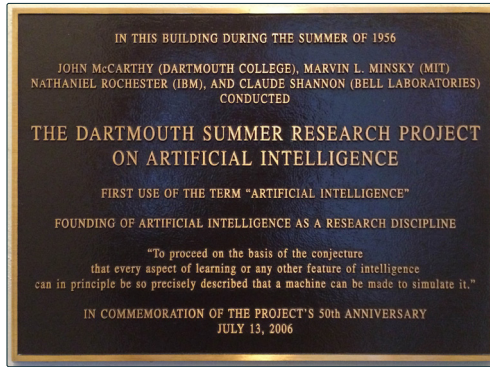 IN THIS BUILDING DURING THE SUMMER OF 1956
JOHN McCARTHY (DARTMOUTH COLLEGE), MARVIN L. MINSKY (MIT)
NATHANIEL ROCHESTER (IBM), AND CLAUDE SHANNON (BELL LABORATORIES)
CONDUCTED
THE DARTMOUTH SUMMER RESEARCH PROJECT
ON ARTIFICIAL INTELLIGENCE
FIRST USE OF THE TERM “ARTIFICIAL INTELLIGENCE”
FOUNDING OF ARTIFICIAL INTELLIGENCE AS A RESEARCH DISCIPLINE
“To proceed on the basis of the conjecture
that every aspect of learning or any other feature of intelligence
can in principle be so precisely described that a machine can be made to simulate it.”
IN COMMEMORATION OF THE PROJECT’S 50th ANNIVERSARY
JULY 13, 2006